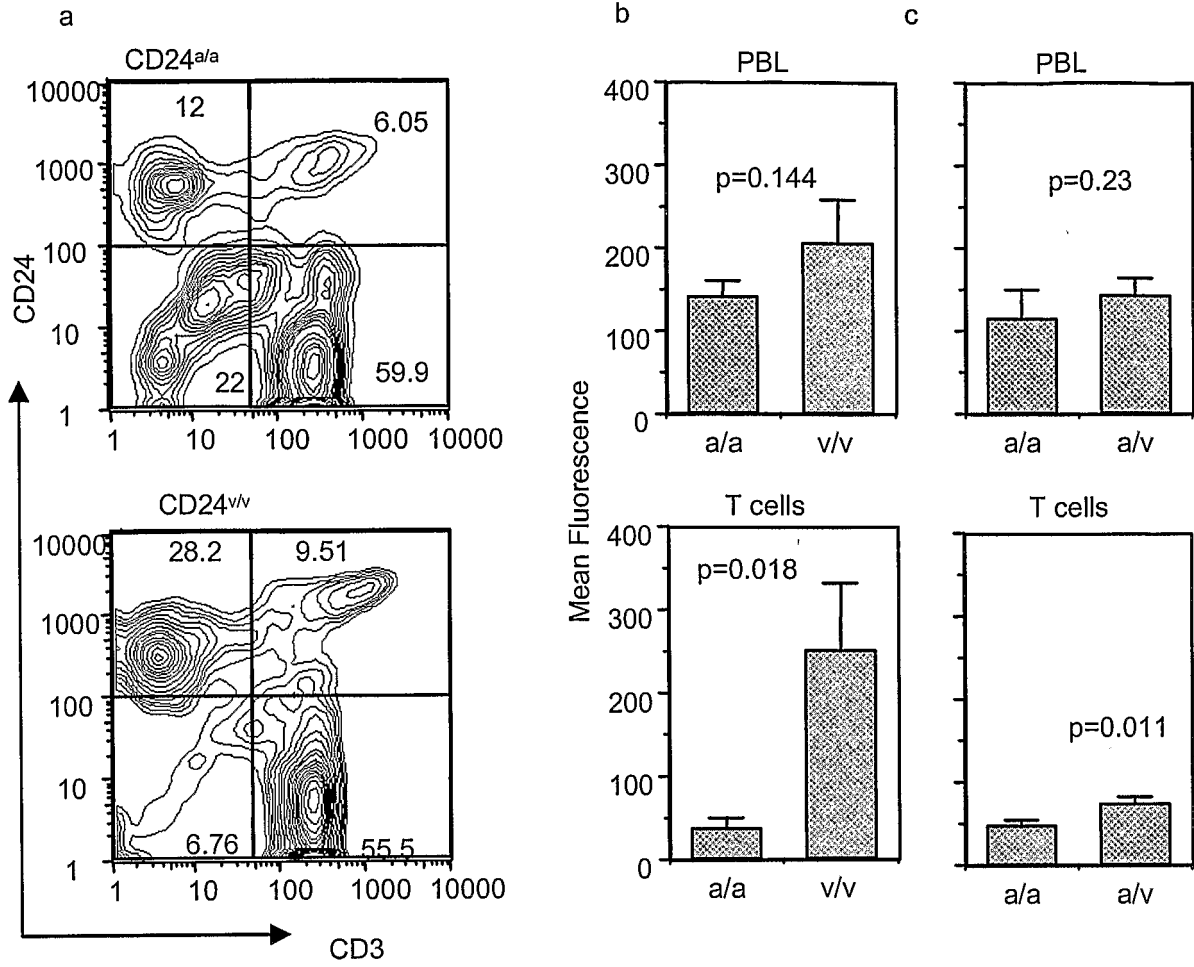 a
CD24a/a
10000
1000
100
10
1
12
6.05
22
59.9
1
10
100
1000
10000
CD24
CD24v/v
10000
1000
100
10
1
28.2
9.51
6.76
55.5
1
10
100
1000
10000
CD3
b
PBL
400
300
200
100
0
p=0.144
a/a
v/v
Mean Fluorescence
T cells
400
300
200
100
0
p=0.018
a/a
v/v
c
PBL
p=0.23
a/a
a/v
T cells
p=0.011
a/a
a/v